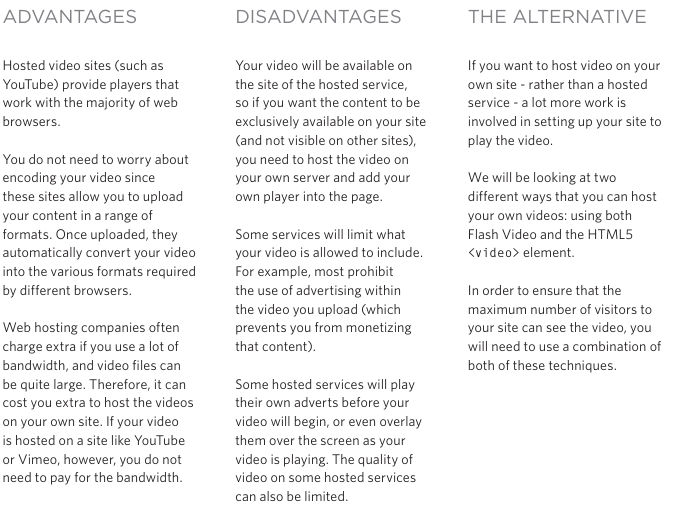 ADVANTAGES
Hosted video sites (such as
YouTube) provide players that
work with the majority of web
browsers.
You do not need to worry about
encoding your video since
these sites allow you to upload
your content in a range of
formats. Once uploaded, they
automatically convert your video
into the various formats required
by different browsers.
Web hosting companies often
charge extra if you use a lot of
bandwidth, and video files can
be quite large. Therefore, it can
cost you extra to host the videos
on your own site. If your video
is hosted on a site like YouTube
or Vimeo, however, you do not
need to pay for the bandwidth.
DISADVANTAGES
Your video will be available on
the site of the hosted service,
so if you want the content to be
exclusively available on your site
(and not visible on other sites),
you need to host the video on
your own server and add your
own player into the page.
Some services will limit what
your video is allowed to include.
For example, most prohibit
the use of advertising within
the video you upload (which
prevents you from monetizing
that content).
Some hosted services will play
their own adverts before your
video will begin, or even overlay
them over the screen as your
video is playing. The quality of
video on some hosted services
can also be limited.
THE ALTERNATIVE
If you want to host video on your
own site - rather than a hosted
service - a lot more work is
involved in setting up your site to
play the video.
We will be looking at two
different ways that you can host
your own videos: using both
Flash Video and the HTML5
<video> element.
In order to ensure that the
maximum number of visitors to
your site can see the video, you
will need to use a combination of
both of these techniques.